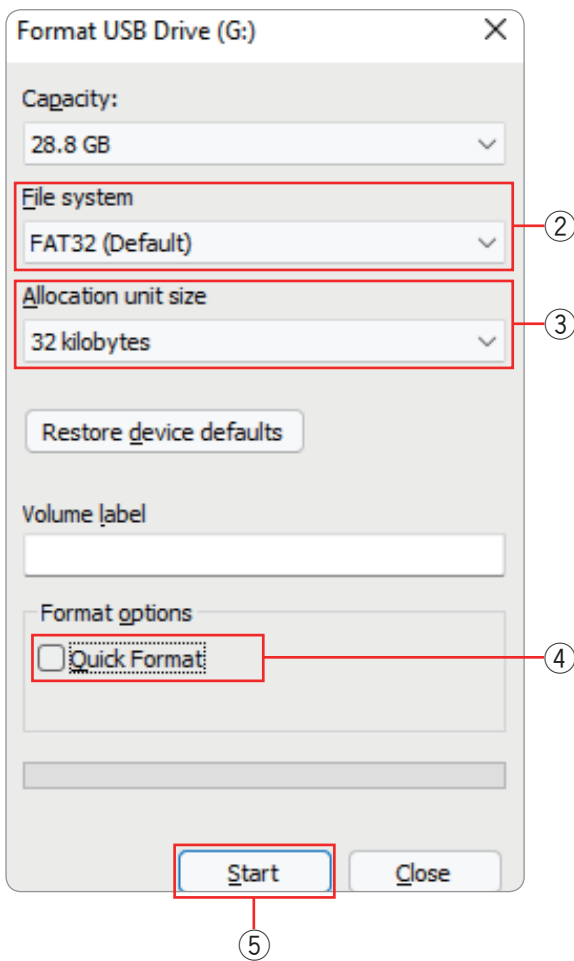 Format USB Drive (G:)
Capacity:
28.8 GB
File system
FAT32 (Default)
②
Allocation unit size
32 kilobytes
③
Restore device defaults
Volume label
Format options
Quick Format
④
Start
Close
⑤